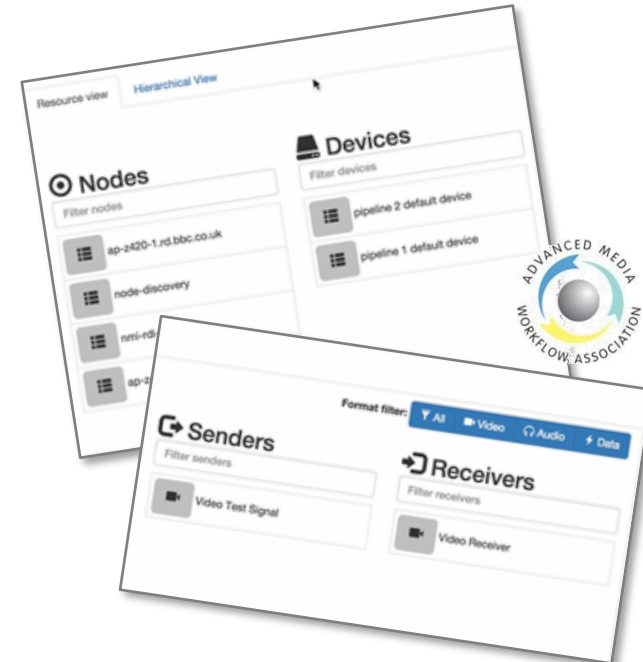 Resource view
Hierarchical View
Nodes
Filter nodes
ap-z420-1.rd.bbc.co.uk
node-discovery
Devices
Filter devices
pipeline 2 default device
pipeline 1 default device
ADVANCED MEDIA
WORKFLOW ASSOCIATION
Format filter: All Video Audio Data
Senders
Filter senders
Video Test Signal
Receivers
Filter receivers
Video Receiver